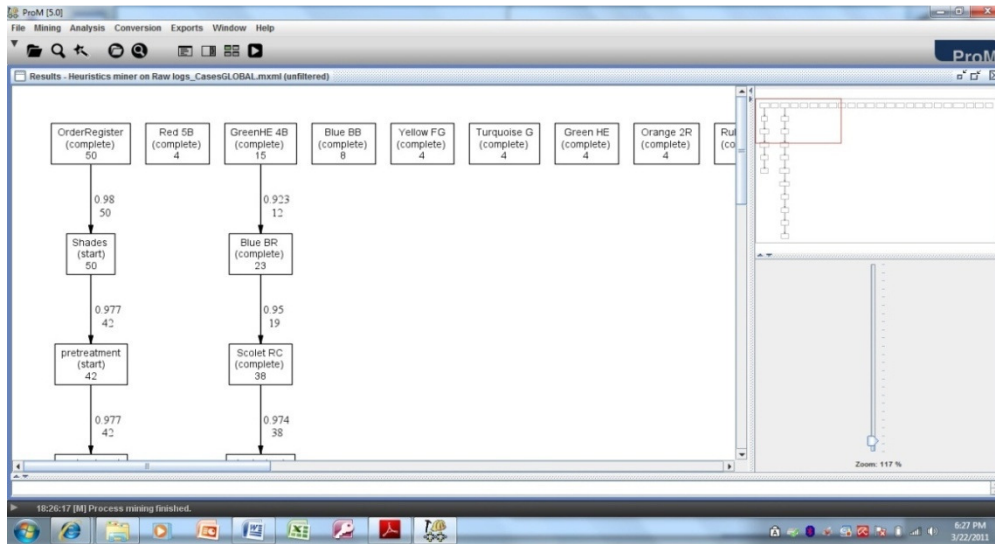 ProM [5.0]
File Mining Analysis Conversion Exports Window Help
ProM
Results - Heuristics miner on Raw logs_CasesGLOBAL.mxml (unfiltered)
OrderRegister
(complete)
50
Red 5B
(complete)
4
GreenHE 4B
(complete)
15
Blue BB
(complete)
8
Yellow FG
(complete)
4
Turquoise G
(complete)
4
Green HE
(complete)
4
Orange 2R
(complete)
4
0.98
50
0.923
12
Shades
(start)
50
Blue BR
(complete)
23
0.977
42
0.95
19
pretreatment
(start)
42
Scolet RC
(complete)
38
0.977
42
0.974
38
Zoom: 117 %
18:26:17 [M] Process mining finished.
6:27 PM
3/22/2011